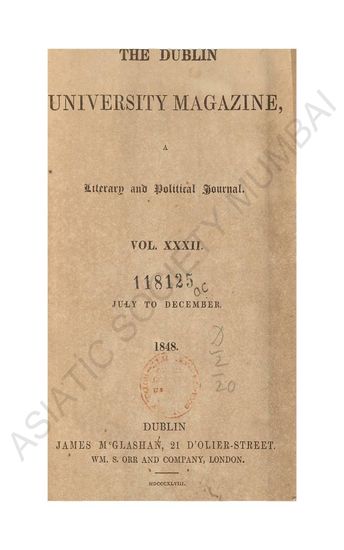 THE DUBLIN
UNIVERSITY MAGAZINE,
A
Literary and Political Journal.
VOL. XXXII.
118125
JULY TO DECEMBER.
1848.
D
I
20
DUBLIN
JAMES M'GLASHAN, 21 D'OLIER-STREET.
WM. S. ORR AND COMPANY, LONDON.
MDCCCXLVIII.
ASIATIC SOCIETY MUMBAI